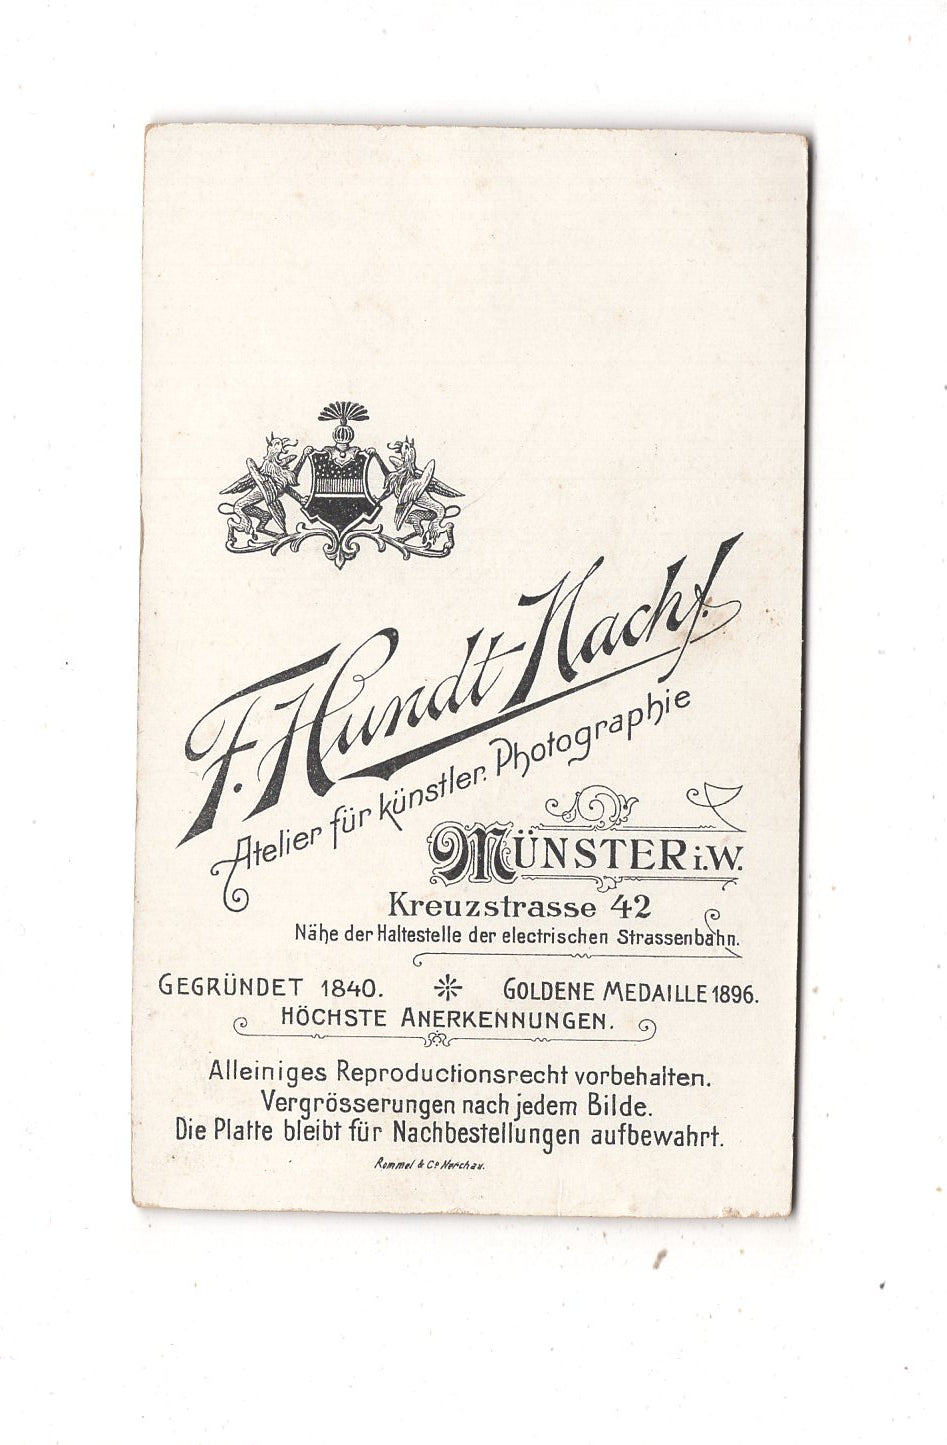 F. Hundt Nachf.
Atelier für künstler. Photographie
MÜNSTER i.W.
Kreuzstrasse 42
Nähe der Haltestelle der electrischen Strassenbahn.
GEGRÜNDET 1840. GOLDENE MEDAILLE 1896.
HÖCHSTE ANERKENNUNGEN.
Alleiniges Reproductionsrecht vorbehalten.
Vergrösserungen nach jedem Bilde.
Die Platte bleibt für Nachbestellungen aufbewahrt.
Rommel & Co Nerchau.